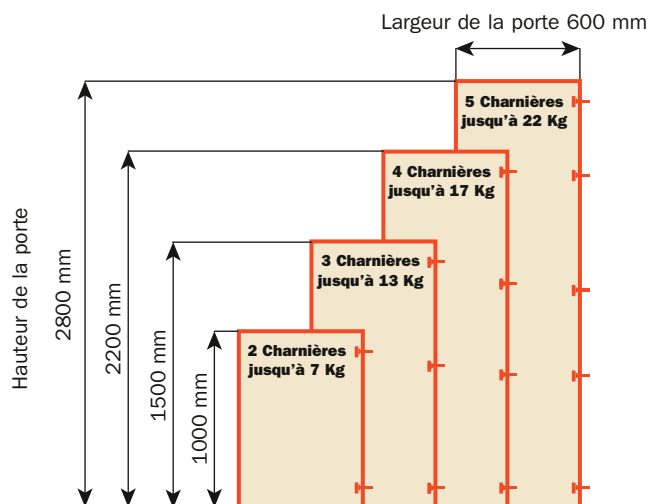 Largeur de la porte 600 mm
5 Charnières
jusqu'à 22 Kg
4 Charnières
jusqu'à 17 Kg
3 Charnières
jusqu'à 13 Kg
2 Charnières
jusqu'à 7 Kg
Hauteur de la porte
2800 mm
2200 mm
1500 mm
1000 mm